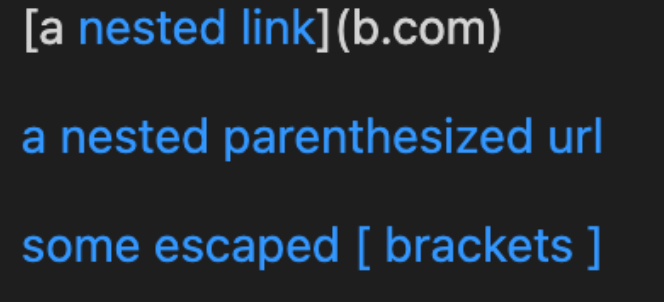 [a nested link](b.com)
a nested parenthesized url
some escaped [ brackets ]